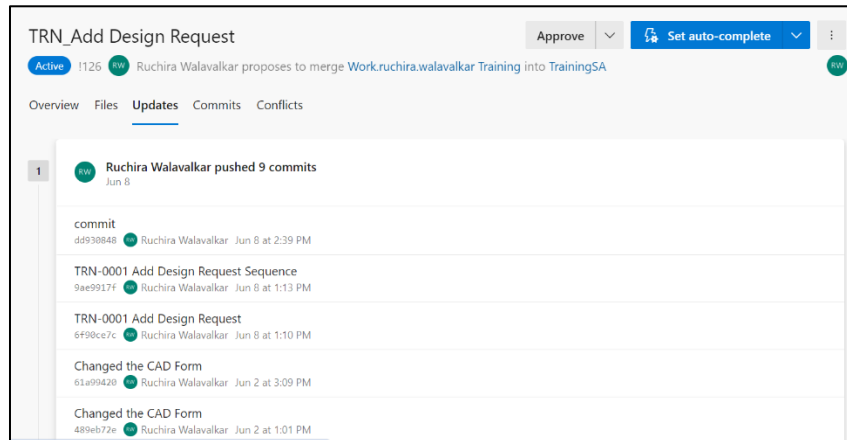 TRN_Add Design Request
Approve
Set auto-complete
Active !126 RW Ruchira Walavalkar proposes to merge Work.ruchira.walavalkar Training into TrainingSA
RW
Overview Files Updates Commits Conflicts
1
RW Ruchira Walavalkar pushed 9 commits
Jun 8
commit
dd930848 RW Ruchira Walavalkar Jun 8 at 2:39 PM
TRN-0001 Add Design Request Sequence
9ae9917f RW Ruchira Walavalkar Jun 8 at 1:13 PM
TRN-0001 Add Design Request
6f90ce7c RW Ruchira Walavalkar Jun 8 at 1:10 PM
Changed the CAD Form
61a99420 RW Ruchira Walavalkar Jun 2 at 3:09 PM
Changed the CAD Form
489eb72e RW Ruchira Walavalkar Jun 2 at 1:01 PM